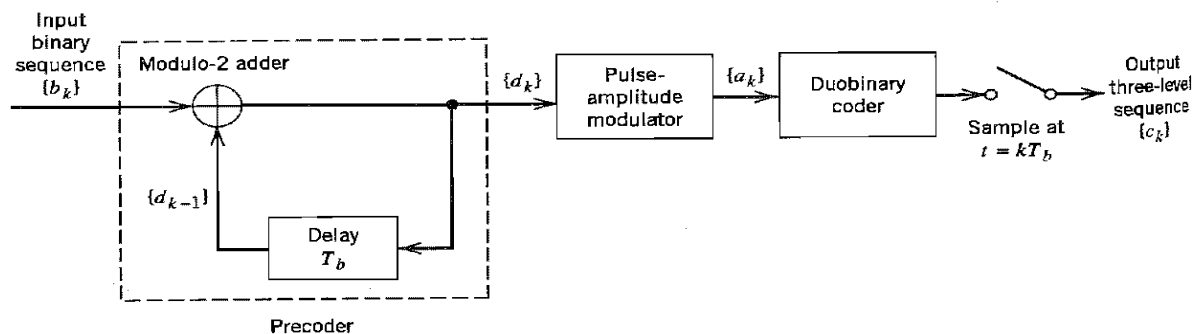 Input
binary
sequence
{b_k}
Modulo-2 adder
{d_k}
Pulse-
amplitude
modulator
{a_k}
Duobinary
coder
Output
three-level
sequence
{c_k}
Sample at
t = kT_b
{d_{k-1}}
Delay
T_b
Precoder